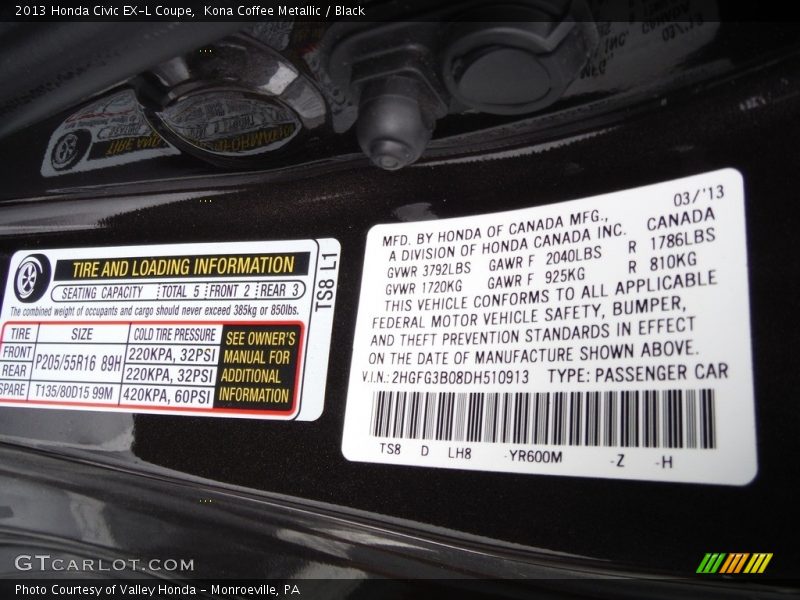 2013 Honda Civic EX-L Coupe, Kona Coffee Metallic / Black
TIRE AND LOADING INFORMATION
SEATING CAPACITY TOTAL 5 FRONT 2 REAR 3
The combined weight of occupants and cargo should never exceed 385kg or 850lbs.
TIRE SIZE COLD TIRE PRESSURE
FRONT P205/55R16 89H 220KPA, 32PSI
REAR 220KPA, 32PSI
SPARE T135/80D15 99M 420KPA, 60PSI
SEE OWNER'S
MANUAL FOR
ADDITIONAL
INFORMATION
TS8 L1
03/'13
MFD. BY HONDA OF CANADA MFG.,
A DIVISION OF HONDA CANADA INC. CANADA
GVWR 3792LBS GAWR F 2040LBS R 1786LBS
GVWR 1720KG GAWR F 925KG R 810KG
THIS VEHICLE CONFORMS TO ALL APPLICABLE
FEDERAL MOTOR VEHICLE SAFETY, BUMPER,
AND THEFT PREVENTION STANDARDS IN EFFECT
ON THE DATE OF MANUFACTURE SHOWN ABOVE.
V.I.N.: 2HGFG3B08DH510913 TYPE: PASSENGER CAR
TS8 D LH8 -YR600M -Z -H
GTCARLOT.COM
Photo Courtesy of Valley Honda - Monroeville, PA